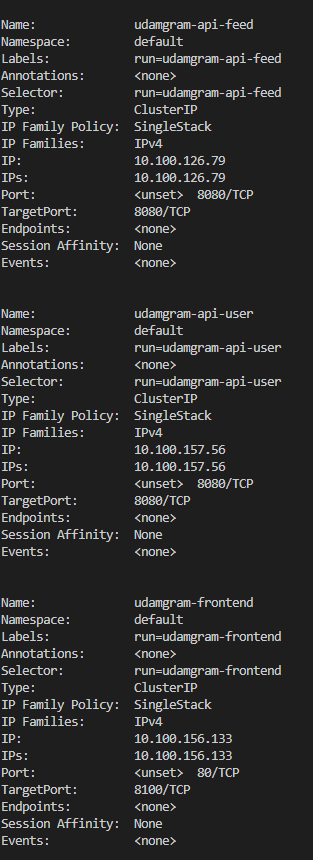 Name:              udamgram-api-feed
Namespace:         default
Labels:            run=udamgram-api-feed
Annotations:       <none>
Selector:          run=udamgram-api-feed
Type:              ClusterIP
IP Family Policy:  SingleStack
IP Families:       IPv4
IP:                10.100.126.79
IPs:               10.100.126.79
Port:              <unset>  8080/TCP
TargetPort:        8080/TCP
Endpoints:         <none>
Session Affinity:  None
Events:            <none>
Name:              udamgram-api-user
Namespace:         default
Labels:            run=udamgram-api-user
Annotations:       <none>
Selector:          run=udamgram-api-user
Type:              ClusterIP
IP Family Policy:  SingleStack
IP Families:       IPv4
IP:                10.100.157.56
IPs:               10.100.157.56
Port:              <unset>  8080/TCP
TargetPort:        8080/TCP
Endpoints:         <none>
Session Affinity:  None
Events:            <none>
Name:              udamgram-frontend
Namespace:         default
Labels:            run=udamgram-frontend
Annotations:       <none>
Selector:          run=udamgram-frontend
Type:              ClusterIP
IP Family Policy:  SingleStack
IP Families:       IPv4
IP:                10.100.156.133
IPs:               10.100.156.133
Port:              <unset>  80/TCP
TargetPort:        8100/TCP
Endpoints:         <none>
Session Affinity:  None
Events:            <none>